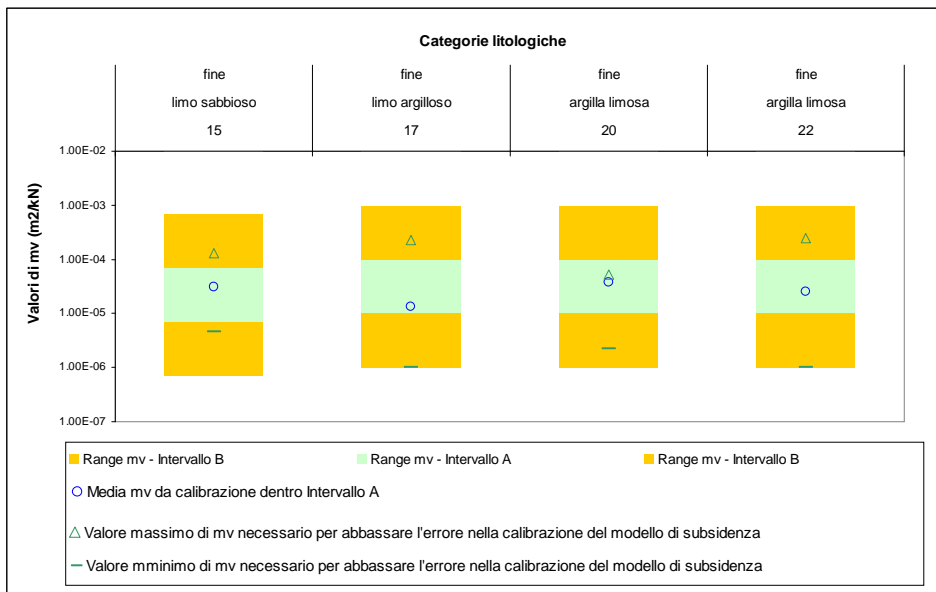 Categorie litologiche
fine fine fine fine
limo sabbioso limo argilloso argilla limosa argilla limosa
15 17 20 22
Valori di mv (m2/kN)
1.00E-02
1.00E-03
1.00E-04
1.00E-05
1.00E-06
1.00E-07
Range mv - Intervallo B Range mv - Intervallo A Range mv - Intervallo B
Media mv da calibrazione dentro Intervallo A
Valore massimo di mv necessario per abbassare l'errore nella calibrazione del modello di subsidenza
Valore mminimo di mv necessario per abbassare l'errore nella calibrazione del modello di subsidenza